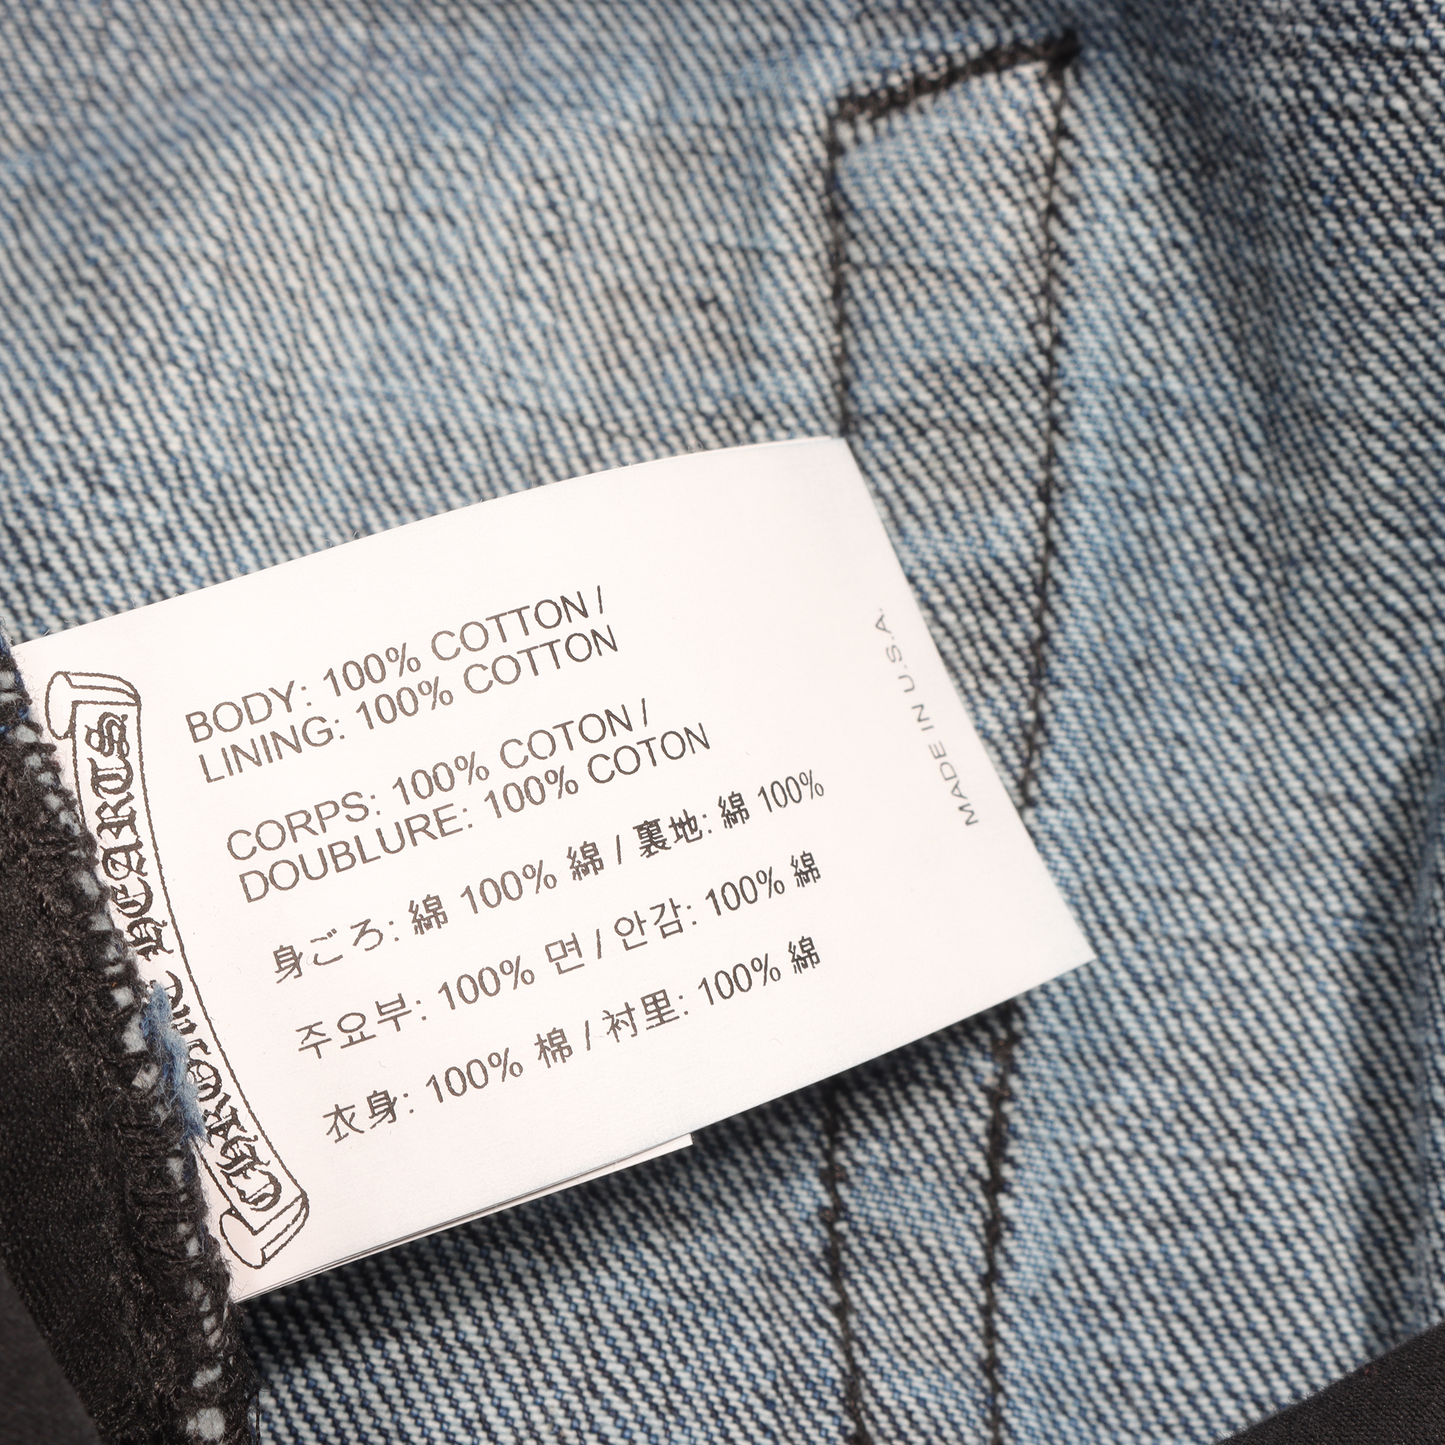 CHROME HEARTS
BODY: 100% COTTON /
LINING: 100% COTTON
CORPS: 100% COTON /
DOUBLURE: 100% COTON
身ごろ: 綿 100% 綿 / 裏地: 綿 100%
주요부: 100% 면 / 안감: 100% 綿
衣身: 100% 棉 / 衬里: 100% 綿
MADE IN U.S.A.